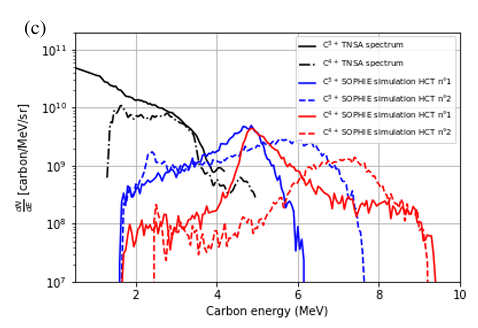 (c)
C³⁺ TNSA spectrum
C⁴⁺ TNSA spectrum
C³⁺ SOPHIE simulation HCT n°1
C³⁺ SOPHIE simulation HCT n°2
C⁴⁺ SOPHIE simulation HCT n°1
C⁴⁺ SOPHIE simulation HCT n°2
10¹¹
10¹⁰
10⁹
10⁸
10⁷
dN/dE [carbon/MeV/sr]
2 4 6 8 10
Carbon energy (MeV)